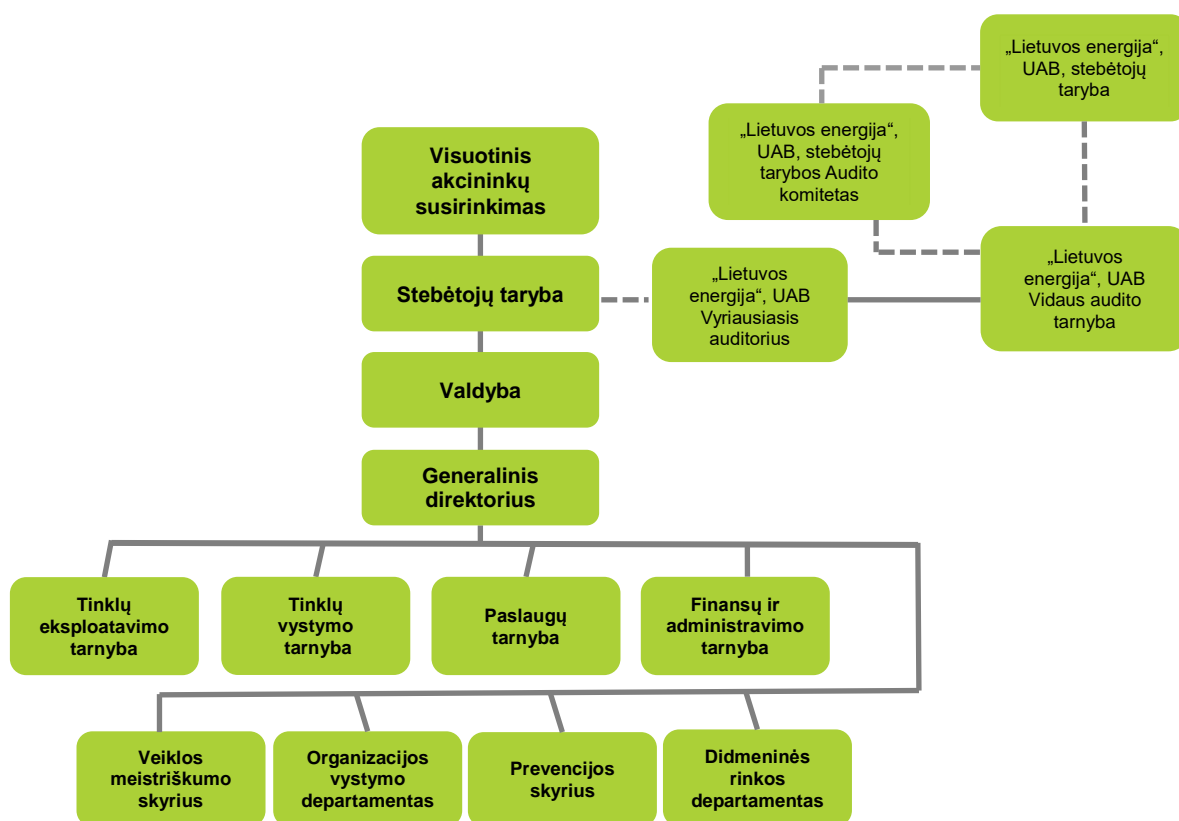 „Lietuvos energija“,
UAB, stebėtojų
taryba
„Lietuvos energija“,
UAB, stebėtojų
tarybos Audito
komitetas
Visuotinis
akcininkų
susirinkimas
Stebėtojų taryba
„Lietuvos
energija“, UAB
Vyriausiasis
auditorius
„Lietuvos
energija“, UAB
Vidaus audito
tarnyba
Valdyba
Generalinis
direktorius
Tinklų
eksploatavimo
tarnyba
Tinklų
vystymo
tarnyba
Paslaugų
tarnyba
Finansų ir
administravimo
tarnyba
Veiklos
meistriškumo
skyrius
Organizacijos
vystymo
departamentas
Prevencijos
skyrius
Didmeninės
rinkos
departamentas